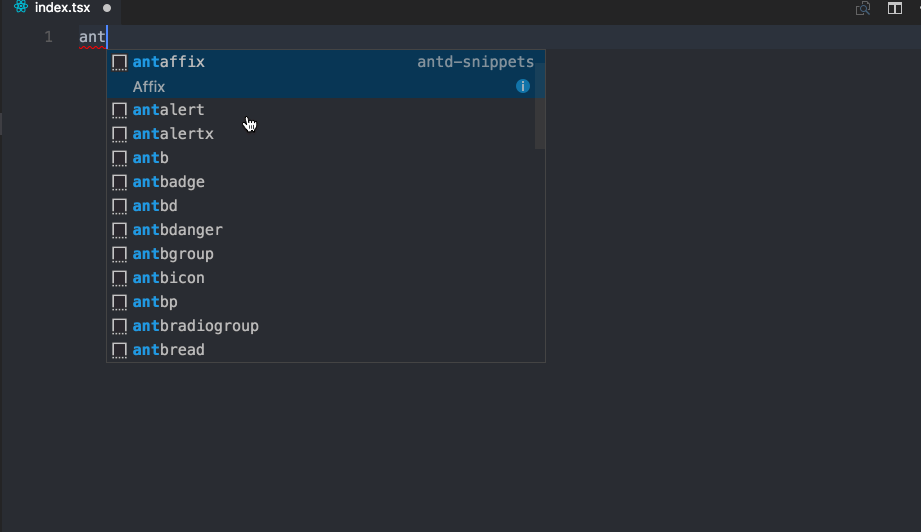 index.tsx
1 ant
antaffix antd-snippets
Affix
antalert
antalertx
antb
antbadge
antbd
antbdanger
antbgroup
antbicon
antbp
antbradiogroup
antbread